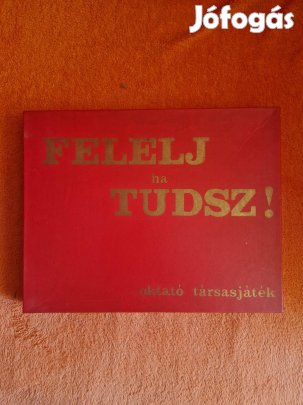 Jófogás
FELELJ
ha
TUDSZ!
oktató társasjáték